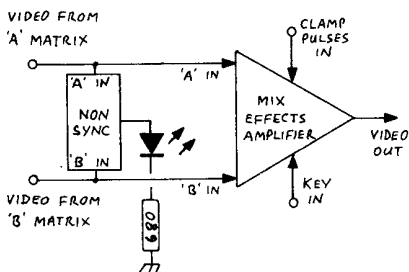 VIDEO FROM
'A' MATRIX
CLAMP
PULSES
IN
'A' IN
'A' IN
NON
SYNC
'B' IN
MIX
EFFECTS
AMPLIFIER
VIDEO
OUT
VIDEO FROM
'B' MATRIX
'B' IN
KEY
IN
680